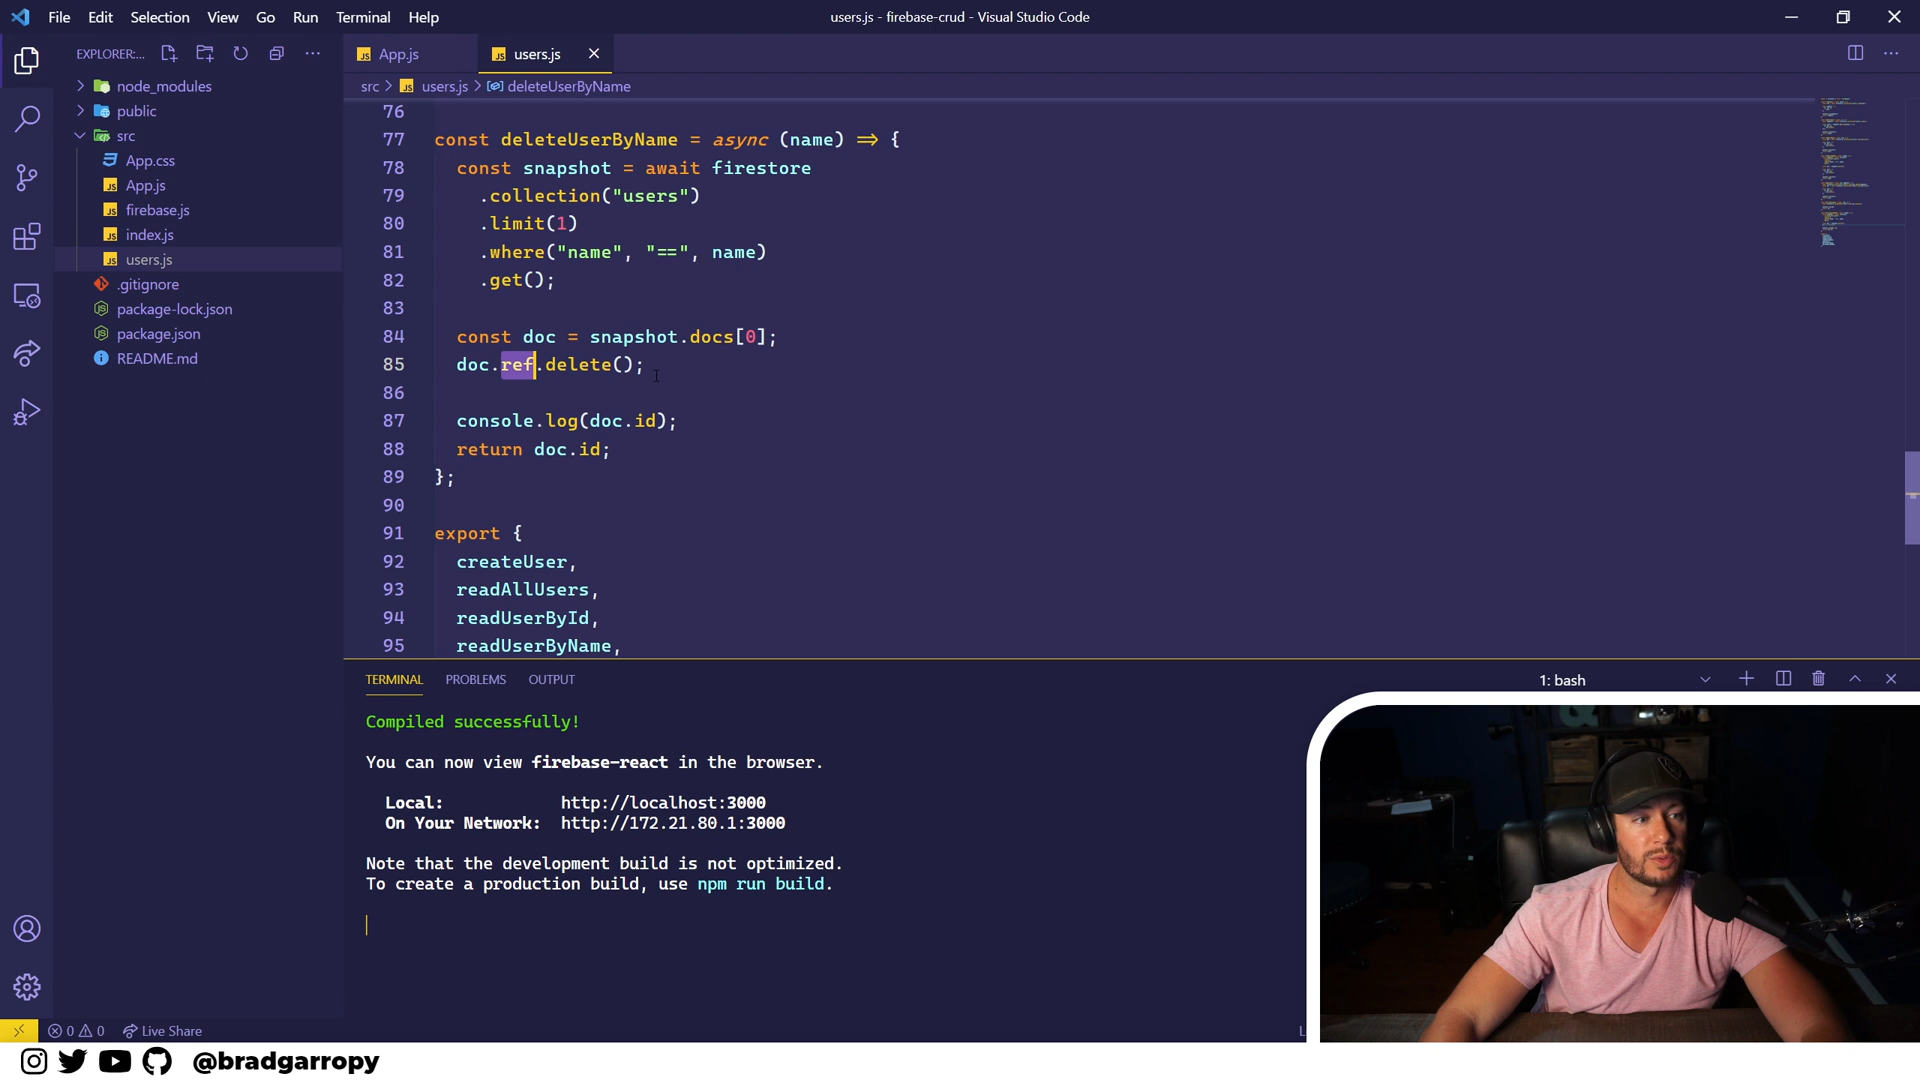 File Edit Selection View Go Run Terminal Help
users.js - firebase-crud - Visual Studio Code
EXPLORER:...
node_modules
public
src
App.css
App.js
firebase.js
index.js
users.js
.gitignore
package-lock.json
package.json
README.md
App.js
users.js
src > users.js > deleteUserByName
76
77 const deleteUserByName = async (name) => {
78 const snapshot = await firestore
79 .collection("users")
80 .limit(1)
81 .where("name", "==", name)
82 .get();
83
84 const doc = snapshot.docs[0];
85 doc.ref.delete();
86
87 console.log(doc.id);
88 return doc.id;
89 };
90
91 export {
92 createUser,
93 readAllUsers,
94 readUserById,
95 readUserByName,
TERMINAL PROBLEMS OUTPUT
1: bash
Compiled successfully!
You can now view firebase-react in the browser.
Local: http://localhost:3000
On Your Network: http://172.21.80.1:3000
Note that the development build is not optimized.
To create a production build, use npm run build.
0 0 Live Share
@bradgarropy